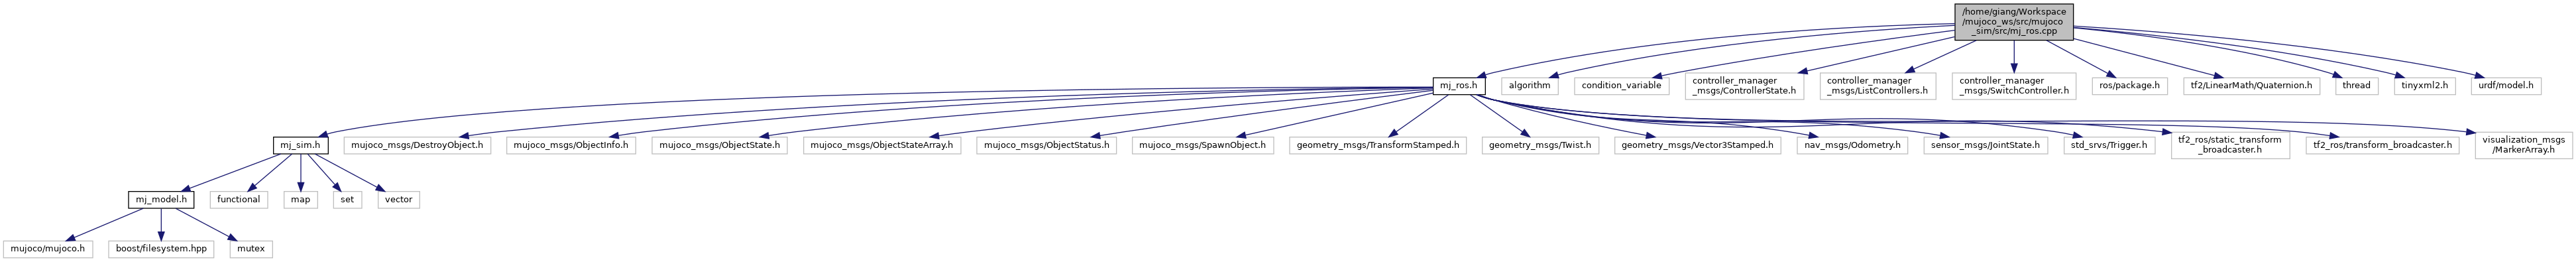 /home/giang/Workspace
/mujoco_ws/src/mujoco
_sim/src/mj_ros.cpp
mj_ros.h
algorithm
condition_variable
controller_manager
_msgs/ControllerState.h
controller_manager
_msgs/ListControllers.h
controller_manager
_msgs/SwitchController.h
ros/package.h
tf2/LinearMath/Quaternion.h
thread
tinyxml2.h
urdf/model.h
mj_sim.h
mujoco_msgs/DestroyObject.h
mujoco_msgs/ObjectInfo.h
mujoco_msgs/ObjectState.h
mujoco_msgs/ObjectStateArray.h
mujoco_msgs/ObjectStatus.h
mujoco_msgs/SpawnObject.h
geometry_msgs/TransformStamped.h
geometry_msgs/Twist.h
geometry_msgs/Vector3Stamped.h
nav_msgs/Odometry.h
sensor_msgs/JointState.h
std_srvs/Trigger.h
tf2_ros/static_transform
_broadcaster.h
tf2_ros/transform_broadcaster.h
visualization_msgs
/MarkerArray.h
mj_model.h
functional
map
set
vector
mujoco/mujoco.h
boost/filesystem.hpp
mutex